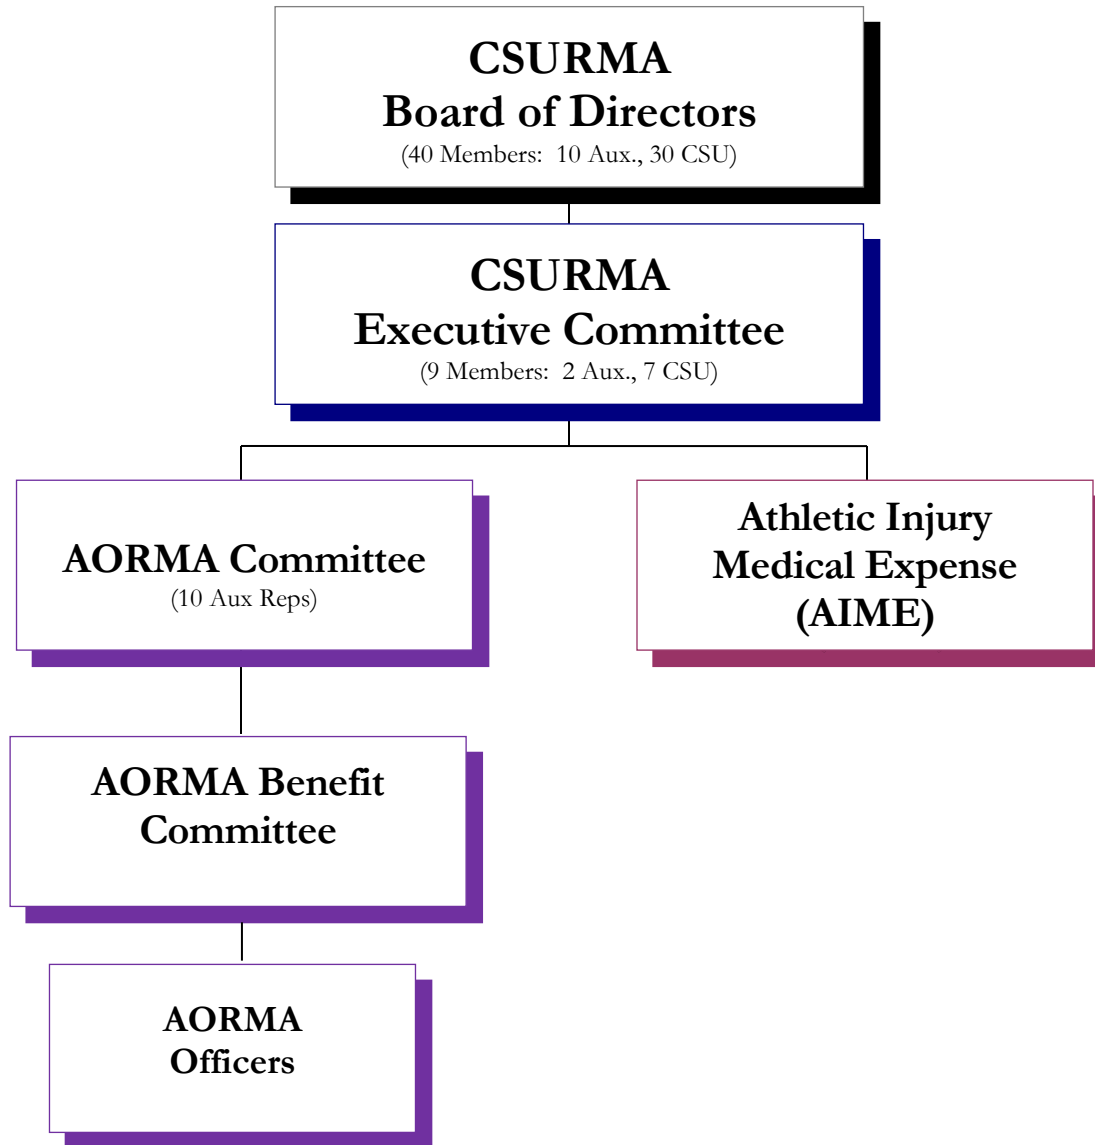 CSURMA
Board of Directors
(40 Members:  10 Aux., 30 CSU)
CSURMA
Executive Committee
(9 Members:  2 Aux., 7 CSU)
AORMA Committee
(10 Aux Reps)
Athletic Injury
Medical Expense
(AIME)
AORMA Benefit
Committee
AORMA
Officers